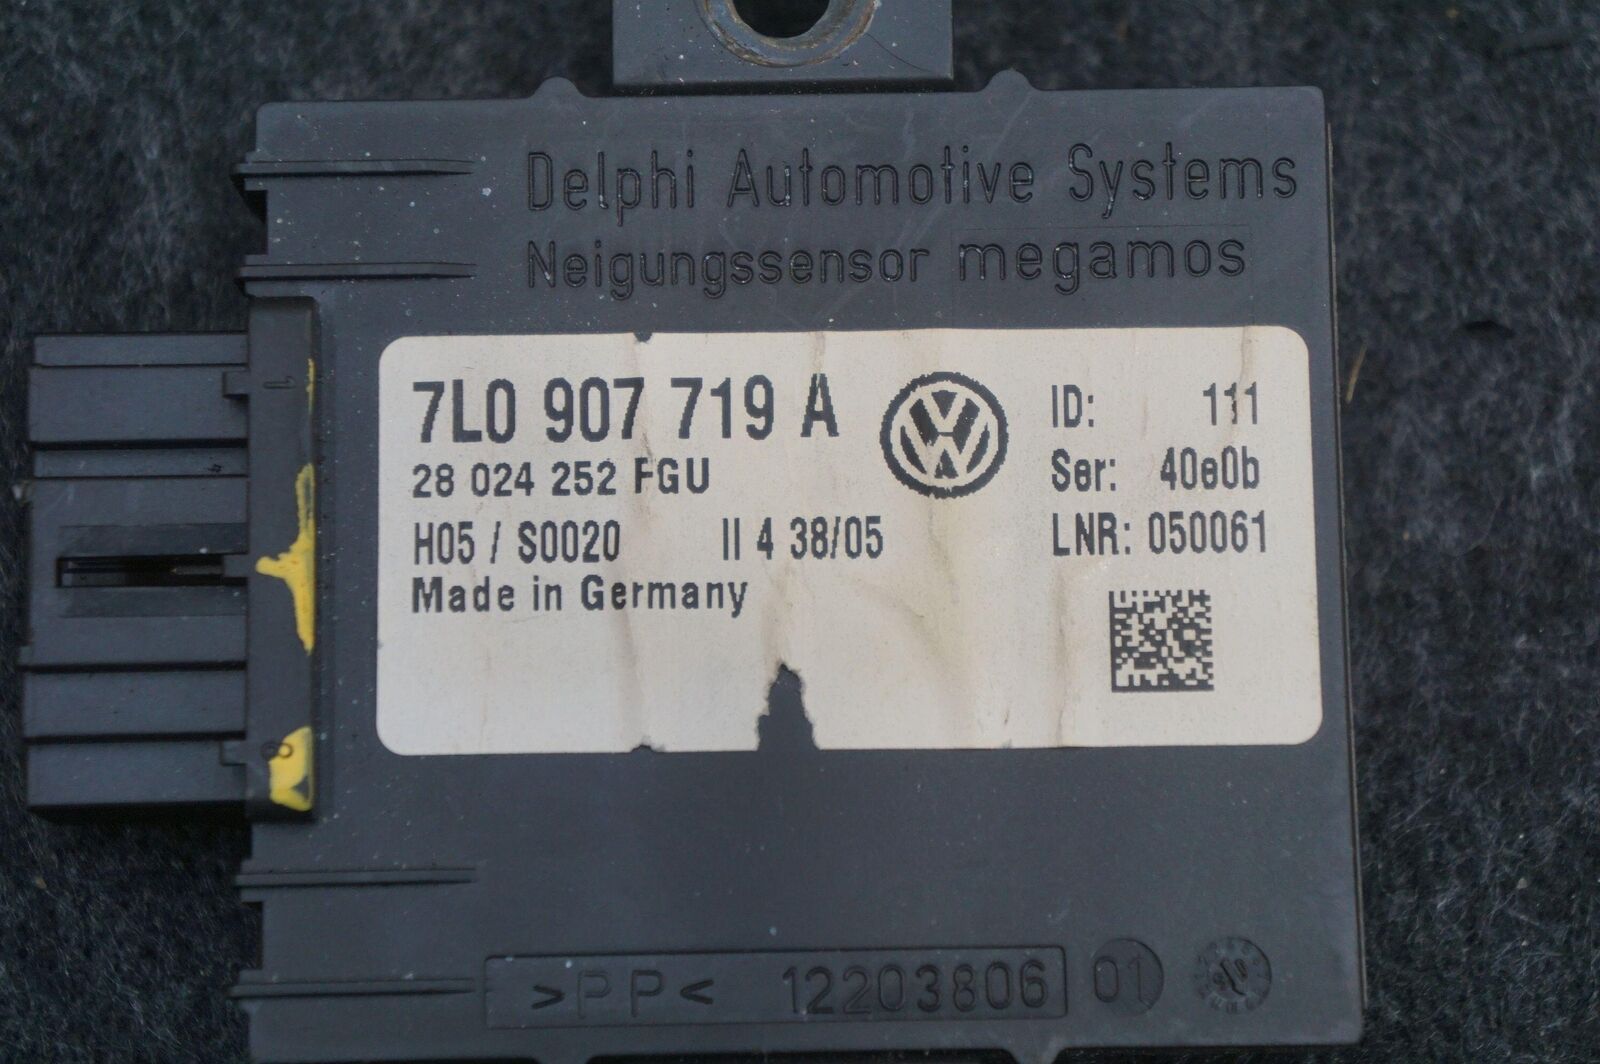 Delphi Automotive Systems
Neigungssensor megamos
7L0 907 719 A
28 024 252 FGU
H05 / S0020 II 4 38/05
Made in Germany
ID: 111
Ser: 40e0b
LNR: 050061
1
>PP< 12203806 01